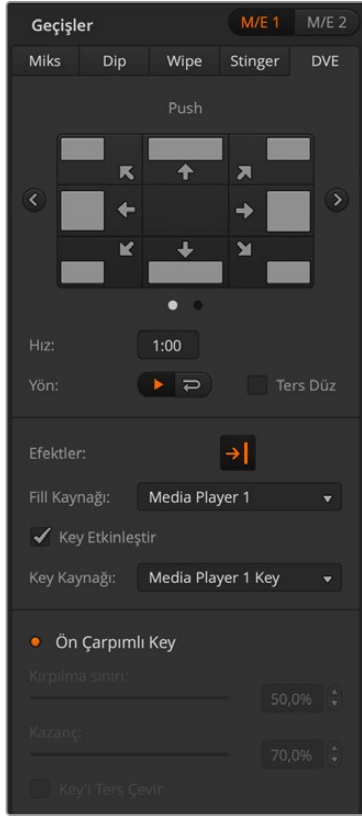 Geçişler M/E 1 M/E 2
Miks Dip Wipe Stinger DVE
Push
Hız: 1:00
Yön: Ters Düz
Efektler:
Fill Kaynağı: Media Player 1
Key Etkinleştir
Key Kaynağı: Media Player 1 Key
Ön Çarpımlı Key
Kırpılma sınırı:
50,0%
Kazanç:
70,0%
Key'i Ters Çevir